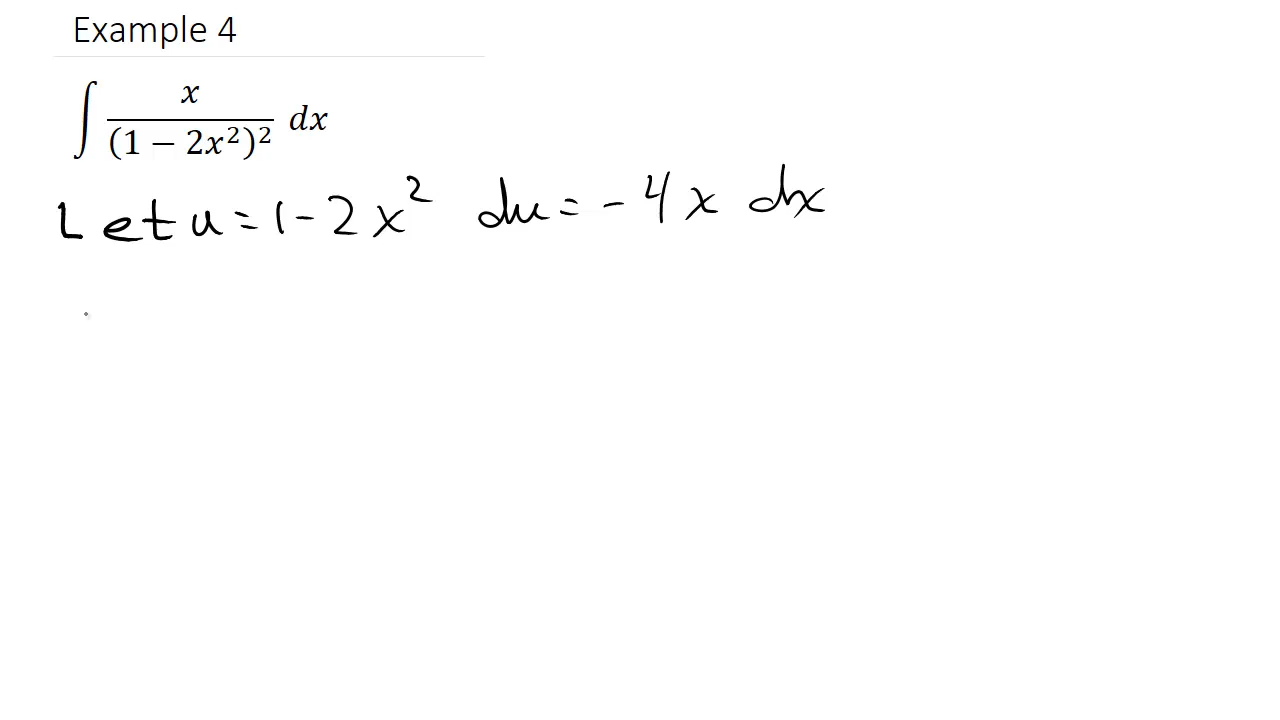 Example 4
∫ x/(1 − 2x²)² dx
Let u = 1 - 2x² du = -4x dx